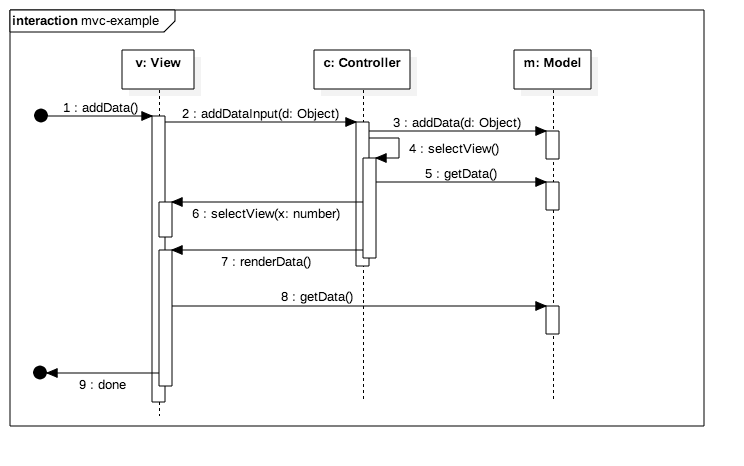 interaction mvc-example
v: View
c: Controller
m: Model
1 : addData()
2 : addDataInput(d: Object)
3 : addData(d: Object)
4 : selectView()
5 : getData()
6 : selectView(x: number)
7 : renderData()
8 : getData()
9 : done